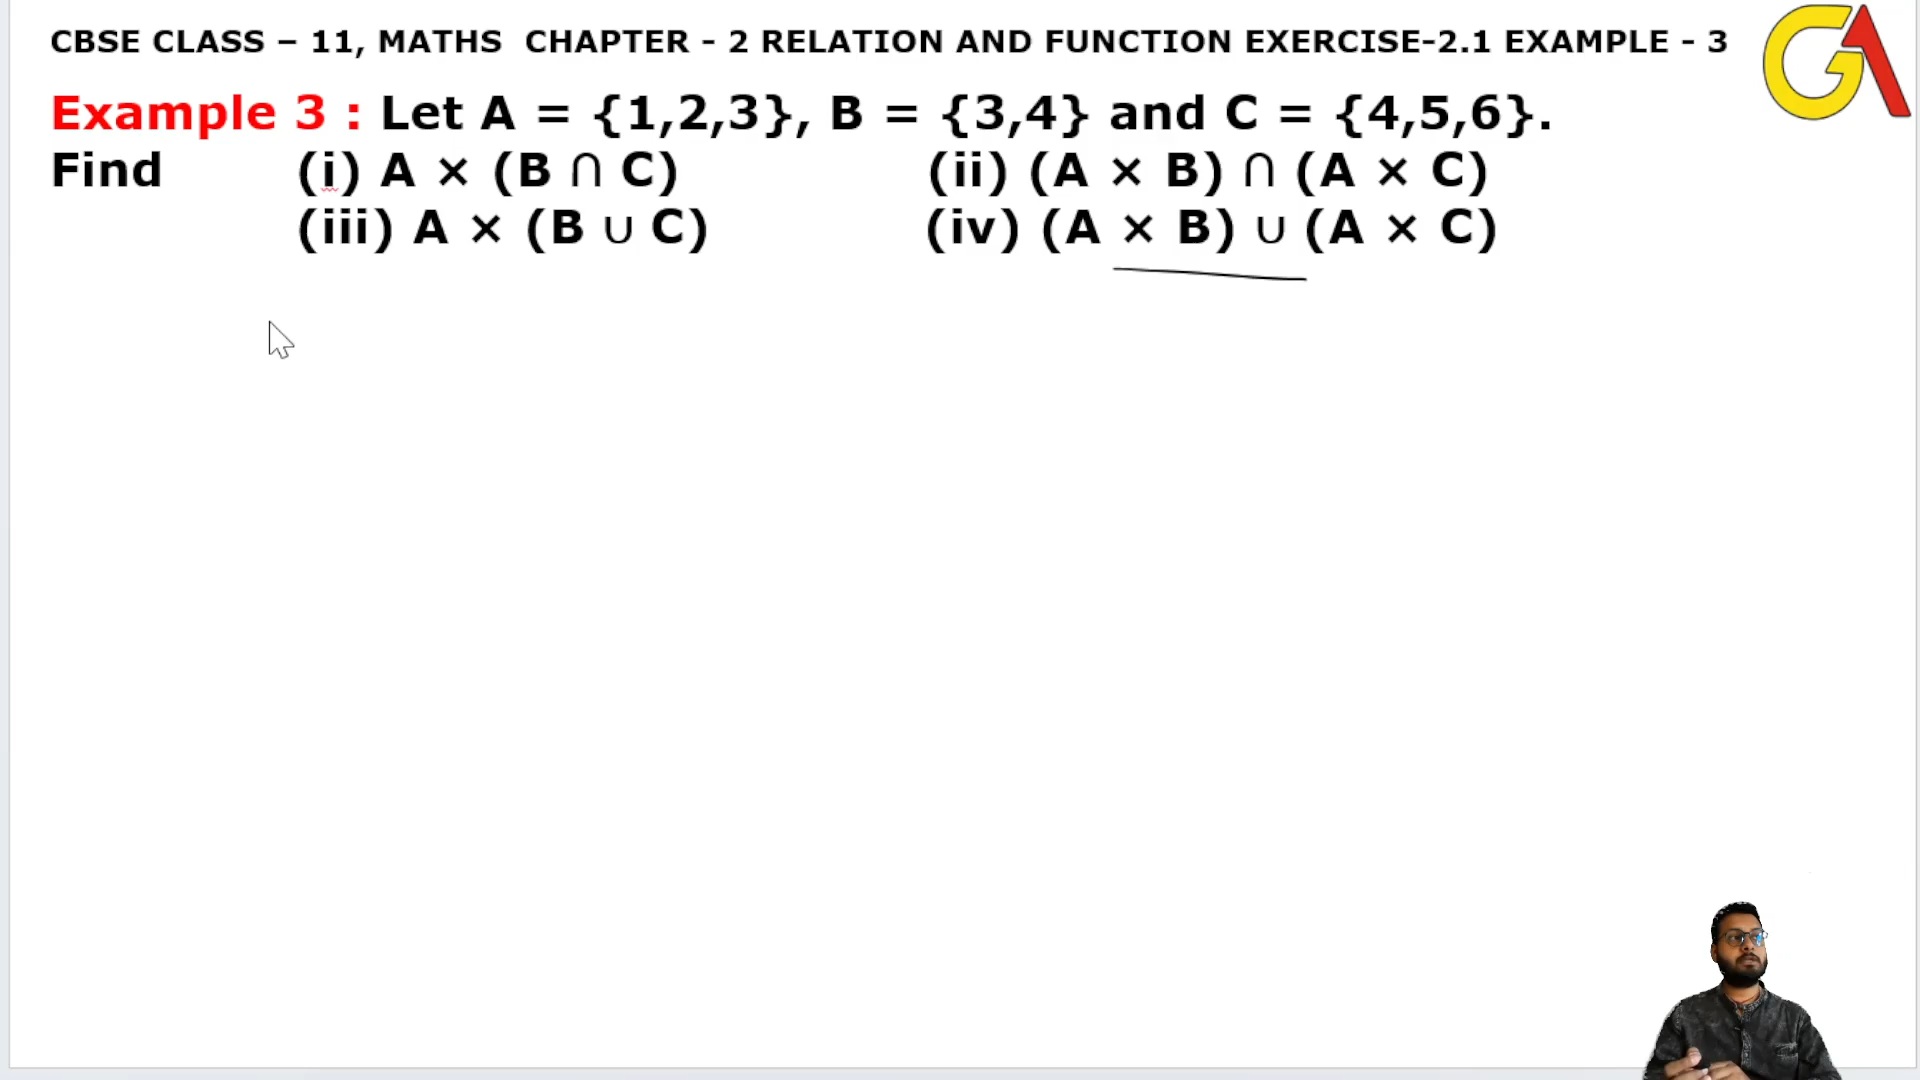 CBSE CLASS – 11, MATHS CHAPTER - 2 RELATION AND FUNCTION EXERCISE-2.1 EXAMPLE - 3
GA
Example 3 : Let A = {1,2,3}, B = {3,4} and C = {4,5,6}.
Find (i) A × (B ∩ C) (ii) (A × B) ∩ (A × C)
(iii) A × (B ∪ C) (iv) (A × B) ∪ (A × C)